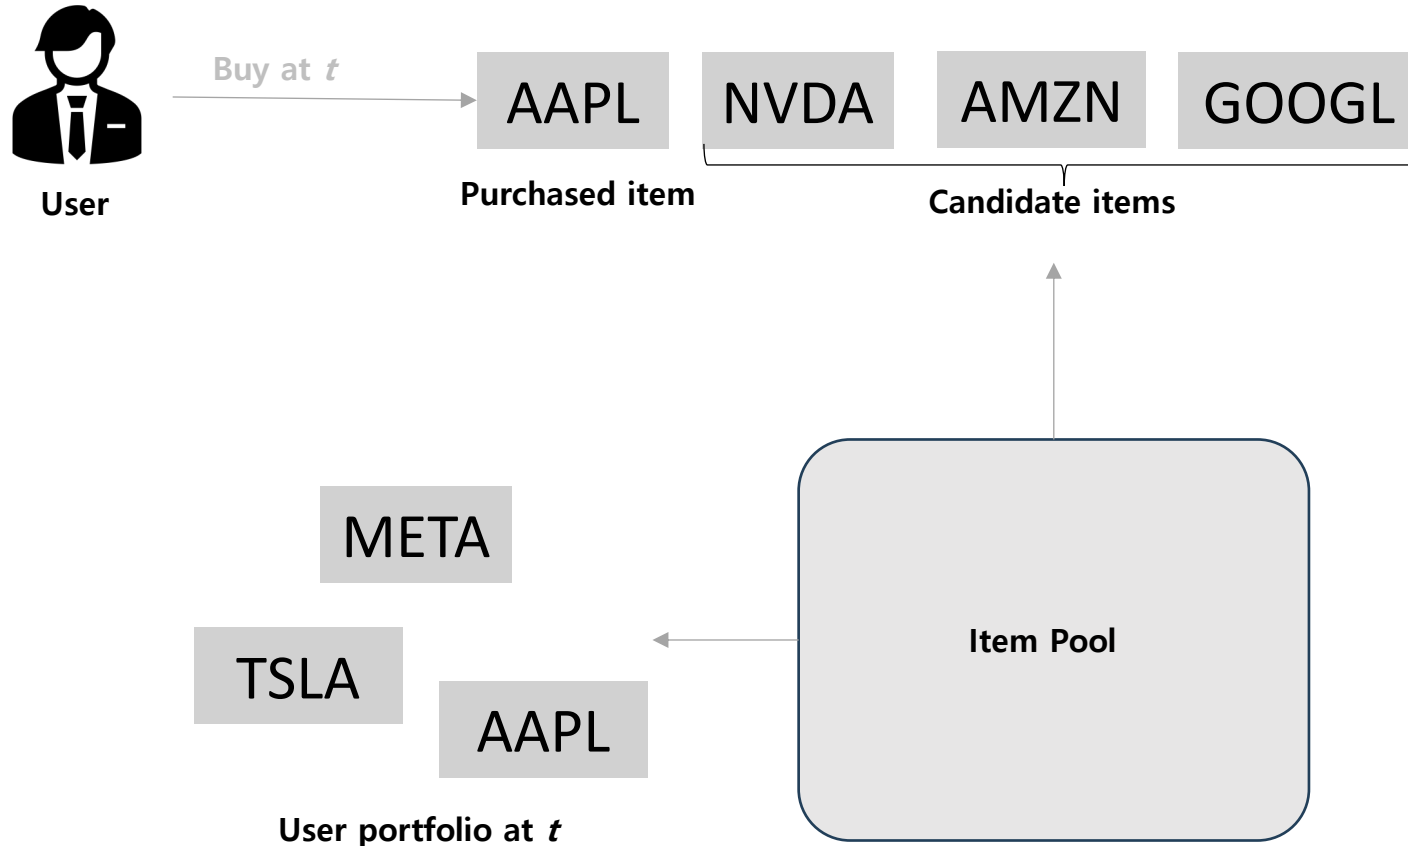 Buy at t
AAPL NVDA AMZN GOOGL
User
Purchased item
Candidate items
META
TSLA
AAPL
Item Pool
User portfolio at t